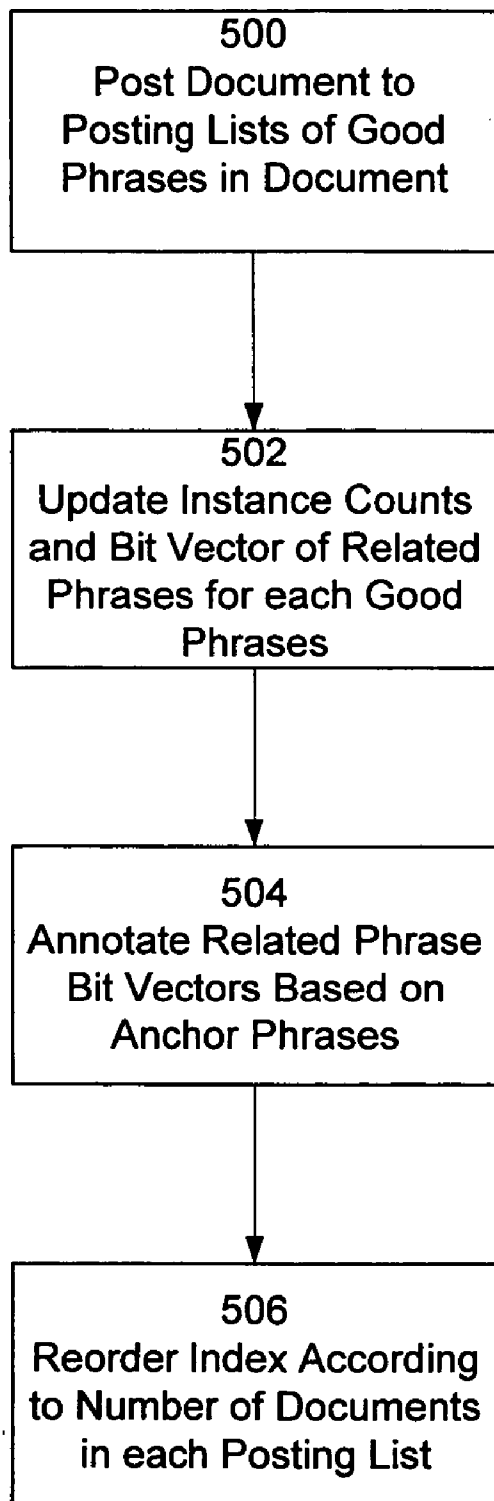 500
Post Document to
Posting Lists of Good
Phrases in Document
502
Update Instance Counts
and Bit Vector of Related
Phrases for each Good
Phrases
504
Annotate Related Phrase
Bit Vectors Based on
Anchor Phrases
506
Reorder Index According
to Number of Documents
in each Posting List